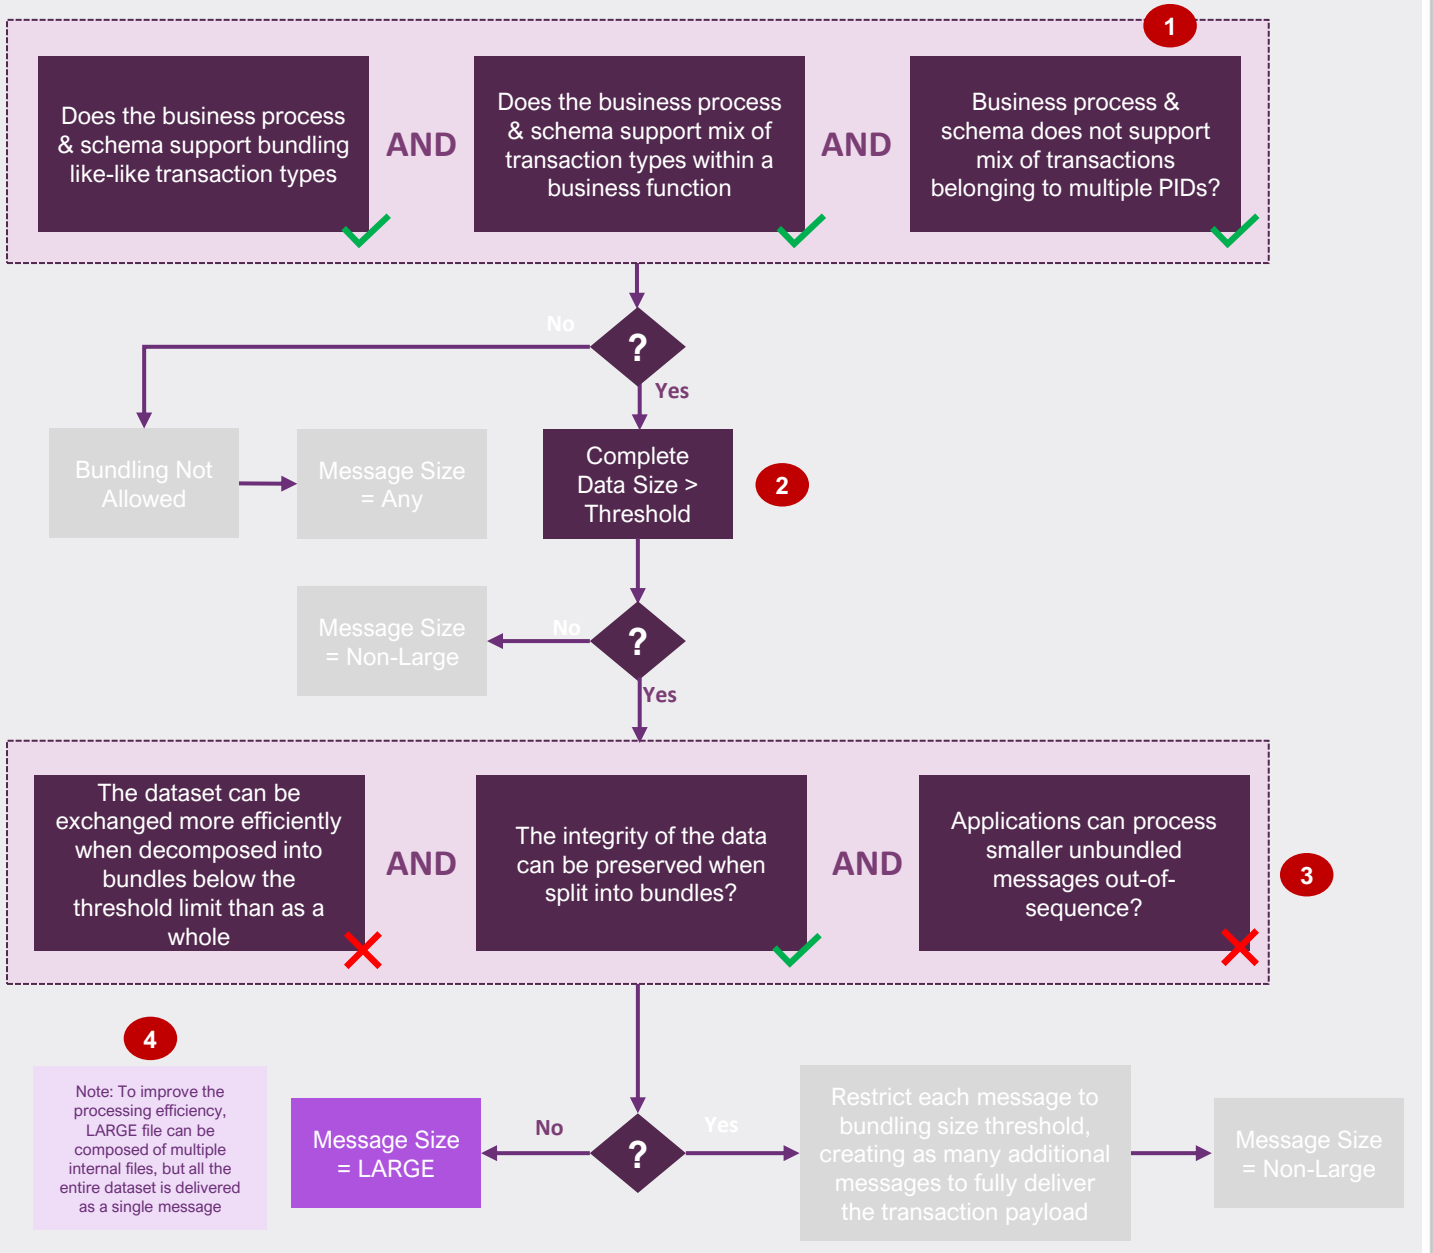 1
Does the business process
& schema support bundling
like-like transaction types
AND
Does the business process
& schema support mix of
transaction types within a
business function
AND
Business process &
schema does not support
mix of transactions
belonging to multiple PIDs?
No
?
Yes
Bundling Not
Allowed
Message Size
= Any
Complete
Data Size >
Threshold
2
Message Size
= Non-Large
No
?
Yes
The dataset can be
exchanged more efficiently
when decomposed into
bundles below the
threshold limit than as a
whole
AND
The integrity of the data
can be preserved when
split into bundles?
AND
Applications can process
smaller unbundled
messages out-of-
sequence?
3
4
Note: To improve the
processing efficiency,
LARGE file can be
composed of multiple
internal files, but all the
entire dataset is delivered
as a single message
Message Size
= LARGE
No
?
Yes
Restrict each message to
bundling size threshold,
creating as many additional
messages to fully deliver
the transaction payload
Message Size
= Non-Large